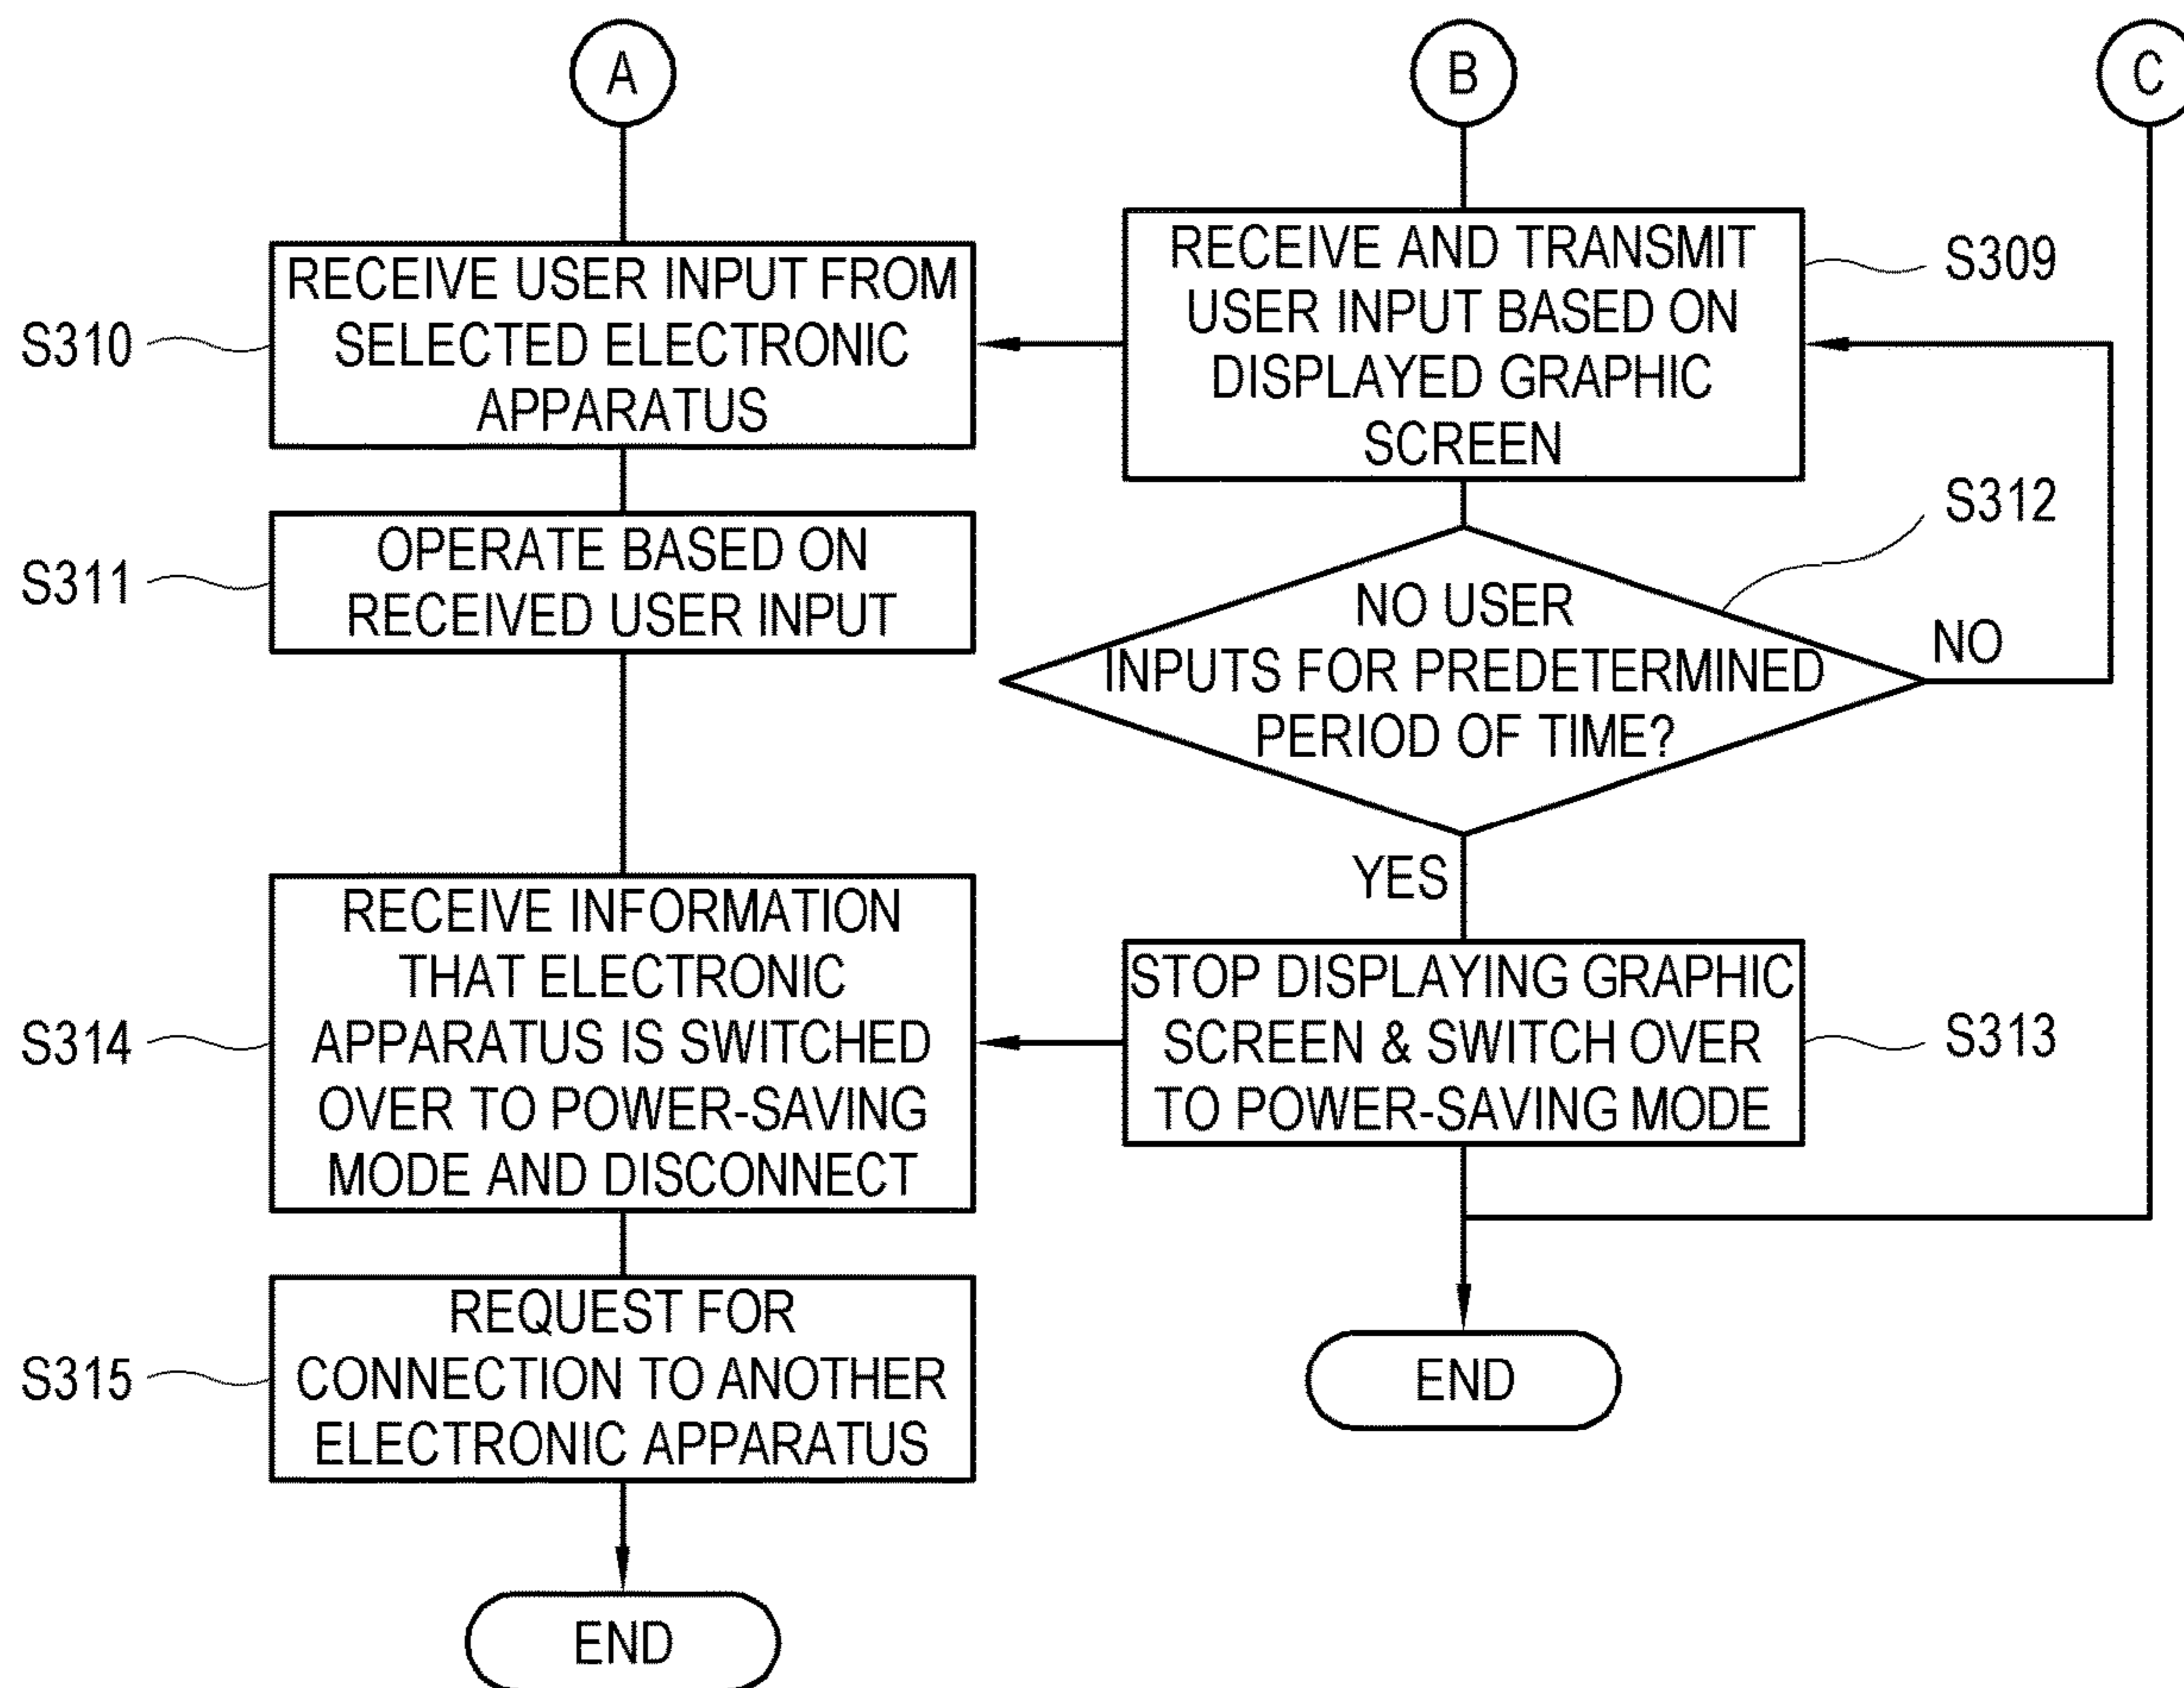 A
B
C
RECEIVE AND TRANSMIT
USER INPUT BASED ON
DISPLAYED GRAPHIC
SCREEN
S309
RECEIVE USER INPUT FROM
SELECTED ELECTRONIC
APPARATUS
S310
OPERATE BASED ON
RECEIVED USER INPUT
S311
S312
NO USER
INPUTS FOR PREDETERMINED
PERIOD OF TIME?
NO
YES
RECEIVE INFORMATION
THAT ELECTRONIC
APPARATUS IS SWITCHED
OVER TO POWER-SAVING
MODE AND DISCONNECT
S314
STOP DISPLAYING GRAPHIC
SCREEN & SWITCH OVER
TO POWER-SAVING MODE
S313
REQUEST FOR
CONNECTION TO ANOTHER
ELECTRONIC APPARATUS
S315
END
END